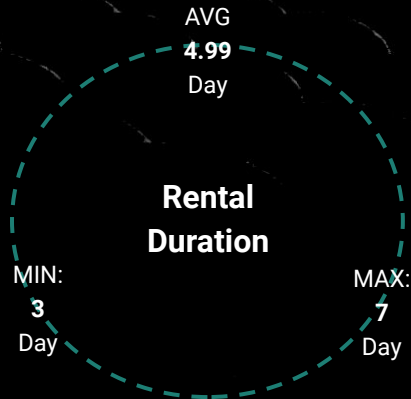 AVG
4.99
Day
Rental
Duration
MIN:
3
Day
MAX:
7
Day